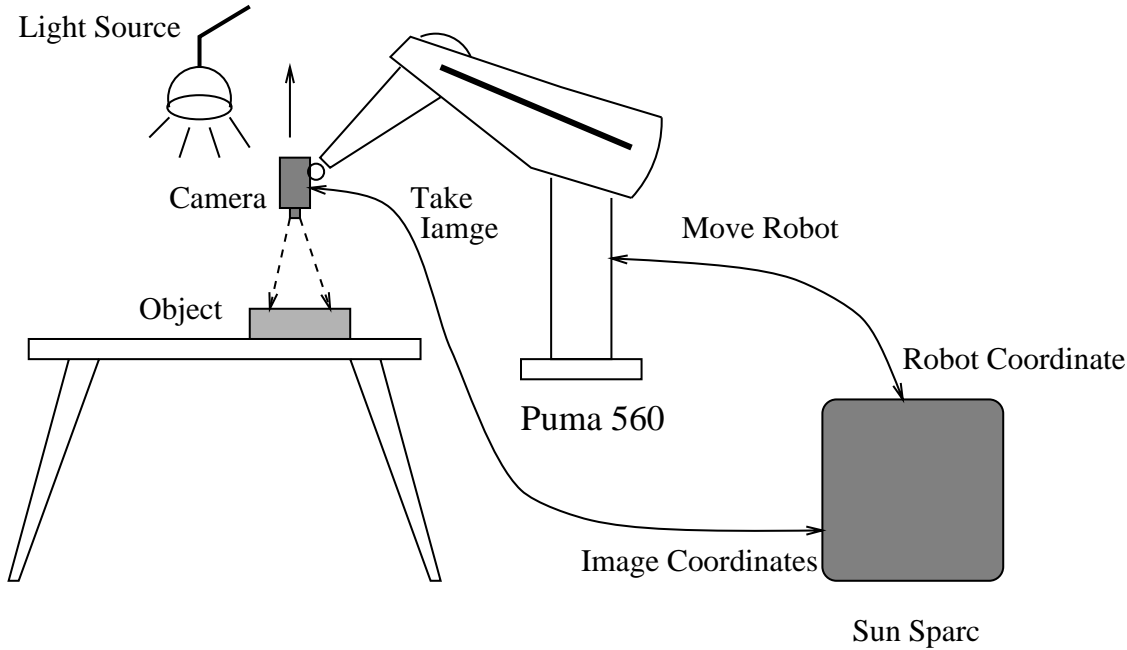 Light Source
Camera
Take
Iamge
Move Robot
Object
Robot Coordinate
Puma 560
Image Coordinates
Sun Sparc